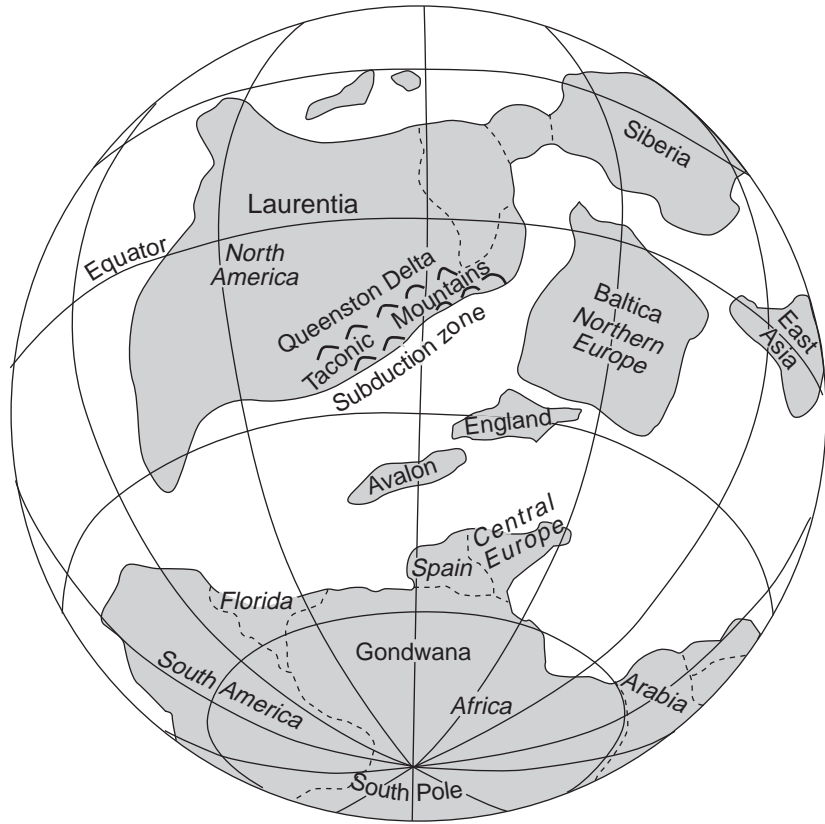 Siberia
Laurentia
Equator
North
America
Queenston Delta
Taconic Mountains
Subduction zone
Baltica
Northern
Europe
East
Asia
England
Avalon
Central
Europe
Spain
Florida
Gondwana
South America
Africa
Arabia
South Pole